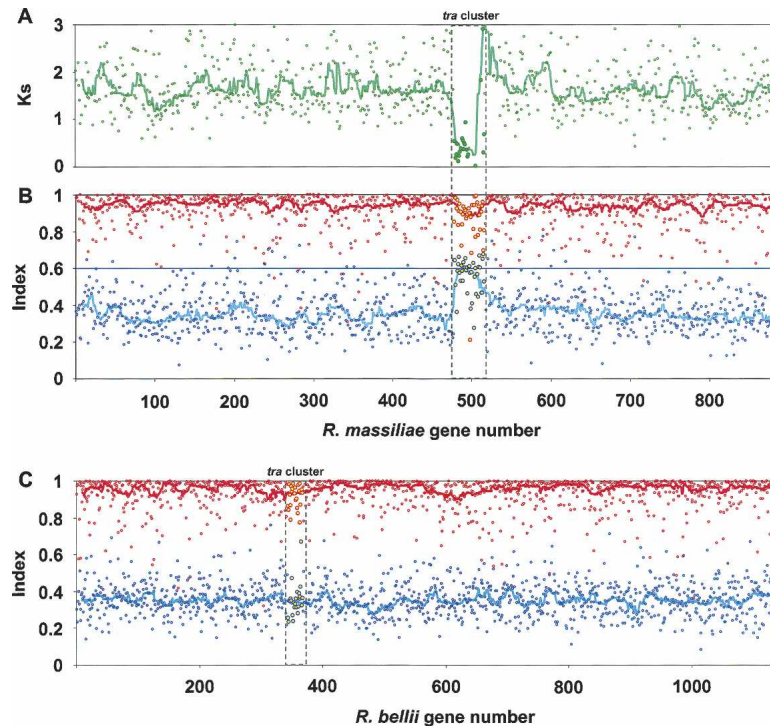 A
tra cluster
3
2
1
0
Ks
B
1
0.8
0.6
0.4
0.2
0
Index
100 200 300 400 500 600 700 800
R. massiliae gene number
C
tra cluster
1
0.8
0.6
0.4
0.2
0
Index
200 400 600 800 1000
R. bellii gene number